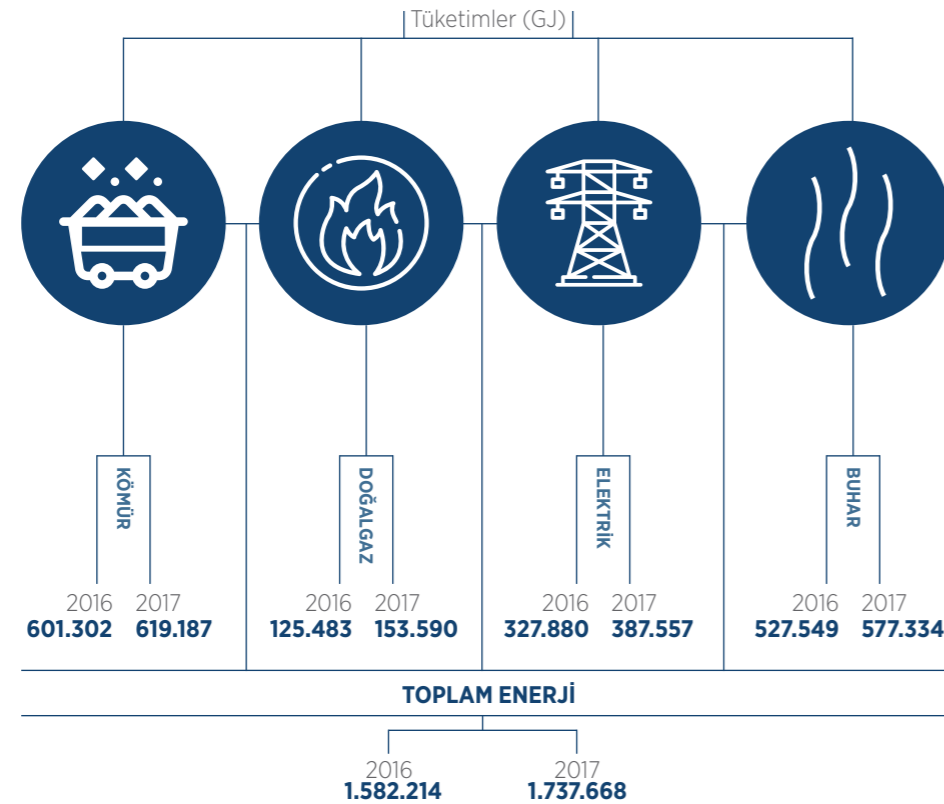 Tüketimler (GJ)
KÖMÜR
2016 2017
601.302 619.187
DOĞALGAZ
2016 2017
125.483 153.590
ELEKTRİK
2016 2017
327.880 387.557
BUHAR
2016 2017
527.549 577.334
TOPLAM ENERJİ
2016 2017
1.582.214 1.737.668